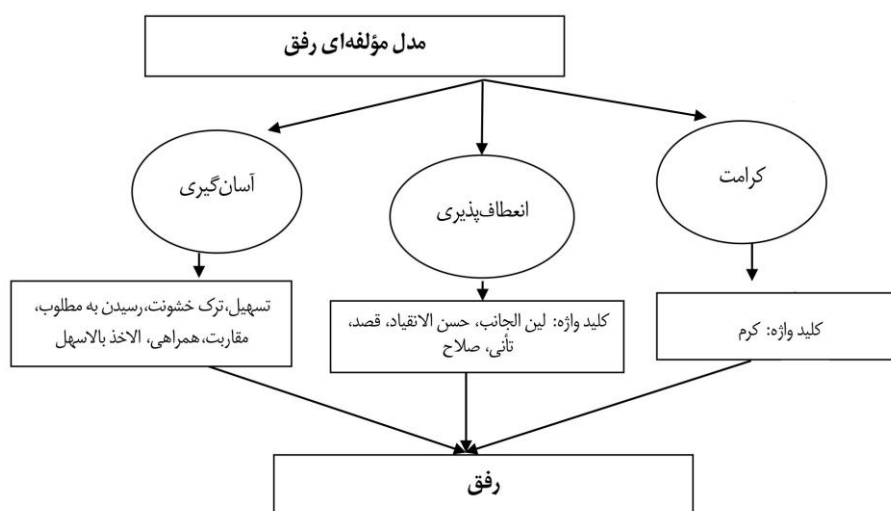 مدل مؤلفه‌ای رفق
کرامت
انعطاف‌پذیری
آسان‌گیری
کلید واژه: کرم
کلید واژه: لین الجانب، حسن الانقیاد، قصد،
تأنی، صلاح
تسهیل، ترک خشونت، رسیدن به مطلوب،
مقاربت، همراهی، الاخذ بالاسهل
رفق